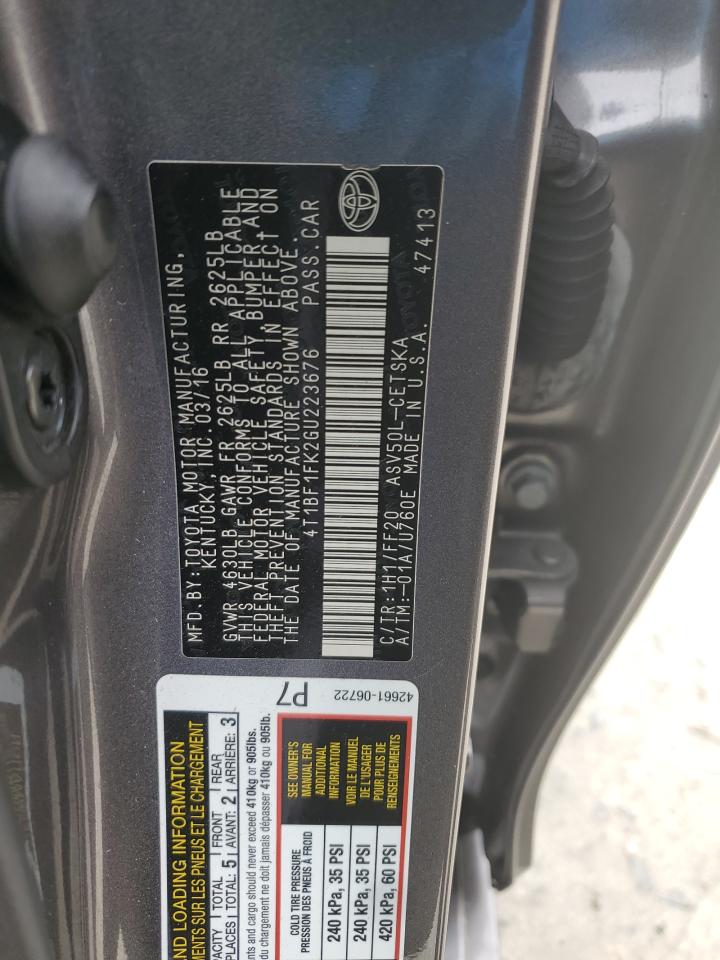 MFD.BY:TOYOTA MOTOR MANUFACTURING,
KENTUCKY, INC. 03/16
GVWR 4630LB GAWR FR 2625LB RR 2625LB
THIS VEHICLE CONFORMS TO ALL APPLICABLE
FEDERAL MOTOR VEHICLE SAFETY, BUMPER, AND
THEFT PREVENTION STANDARDS IN EFFECT ON
THE DATE OF MANUFACTURE SHOWN ABOVE.
4T1BF1FK2GU223676 PASS.CAR
C/TR:1H1/FF20 ASV50L-CETSKA
A/TM:-01A/U760E MADE IN U.S.A. 47413
AND LOADING INFORMATION
SUR LES PNEUS ET LE CHARGEMENT
TOTAL FRONT REAR
PLACES TOTAL: 5 AVANT: 2 ARRIÈRE: 3
and cargo should never exceed 410kg or 905lbs.
du chargement ne doit jamais dépasser 410kg ou 905lb.
COLD TIRE PRESSURE
PRESSION DES PNEUS À FROID
240 kPa, 35 PSI
240 kPa, 35 PSI
420 kPa, 60 PSI
SEE OWNER'S
MANUAL FOR
ADDITIONAL
INFORMATION
VOIR LE MANUEL
DE L'USAGER
POUR PLUS DE
RENSEIGNEMENTS
P7
42661-06722